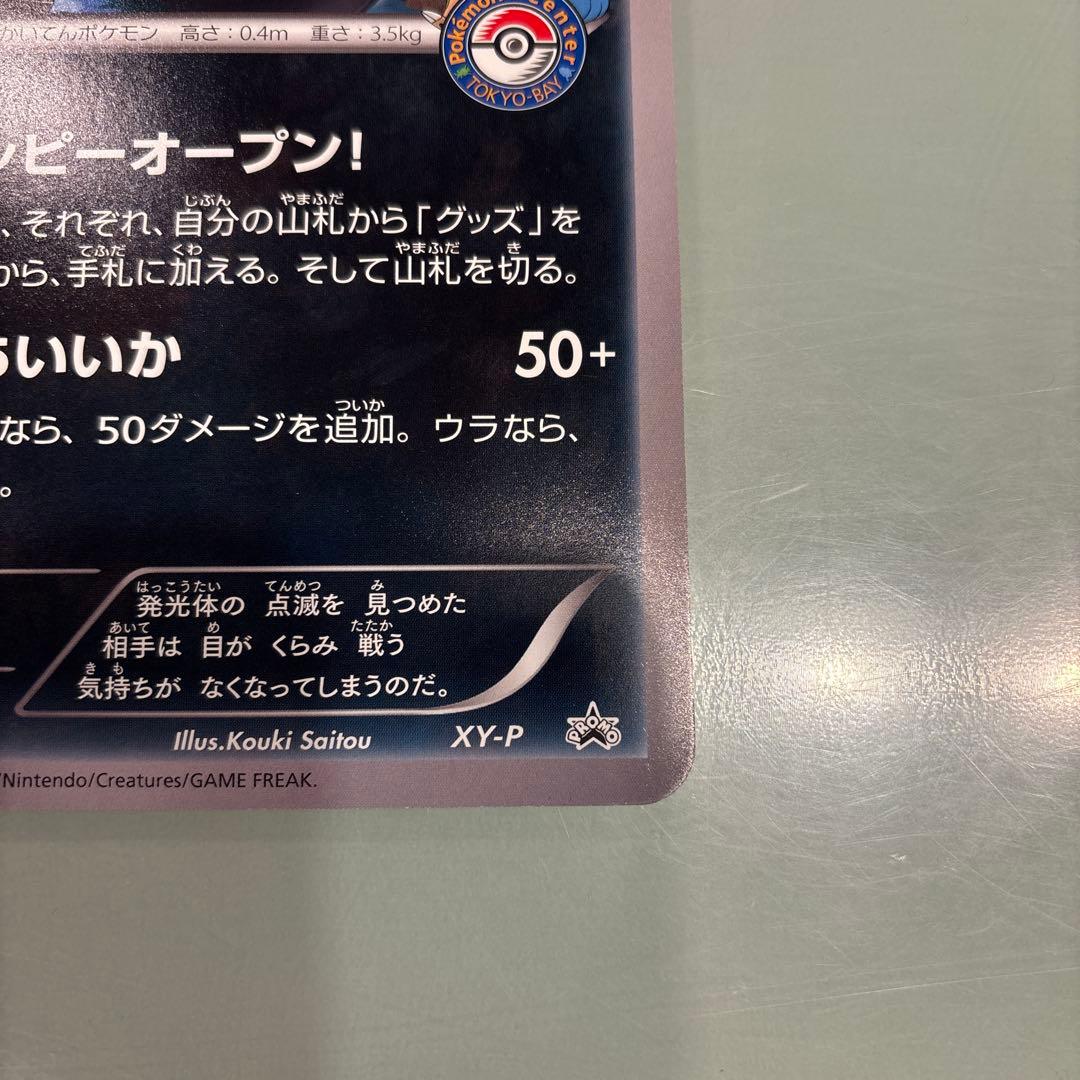 かいてんポケモン 高さ:0.4m 重さ:3.5kg
Pokémon Center
TOKYO-BAY
ッピーオープン!
、それぞれ、自分の山札から「グッズ」を
から、手札に加える。そして山札を切る。
いいか 50+
なら、50ダメージを追加。ウラなら、
。
発光体の 点滅を 見つめた
相手は 目が くらみ 戦う
気持ちが なくなってしまうのだ。
Illus.Kouki Saitou XY-P PROMO
/Nintendo/Creatures/GAME FREAK.